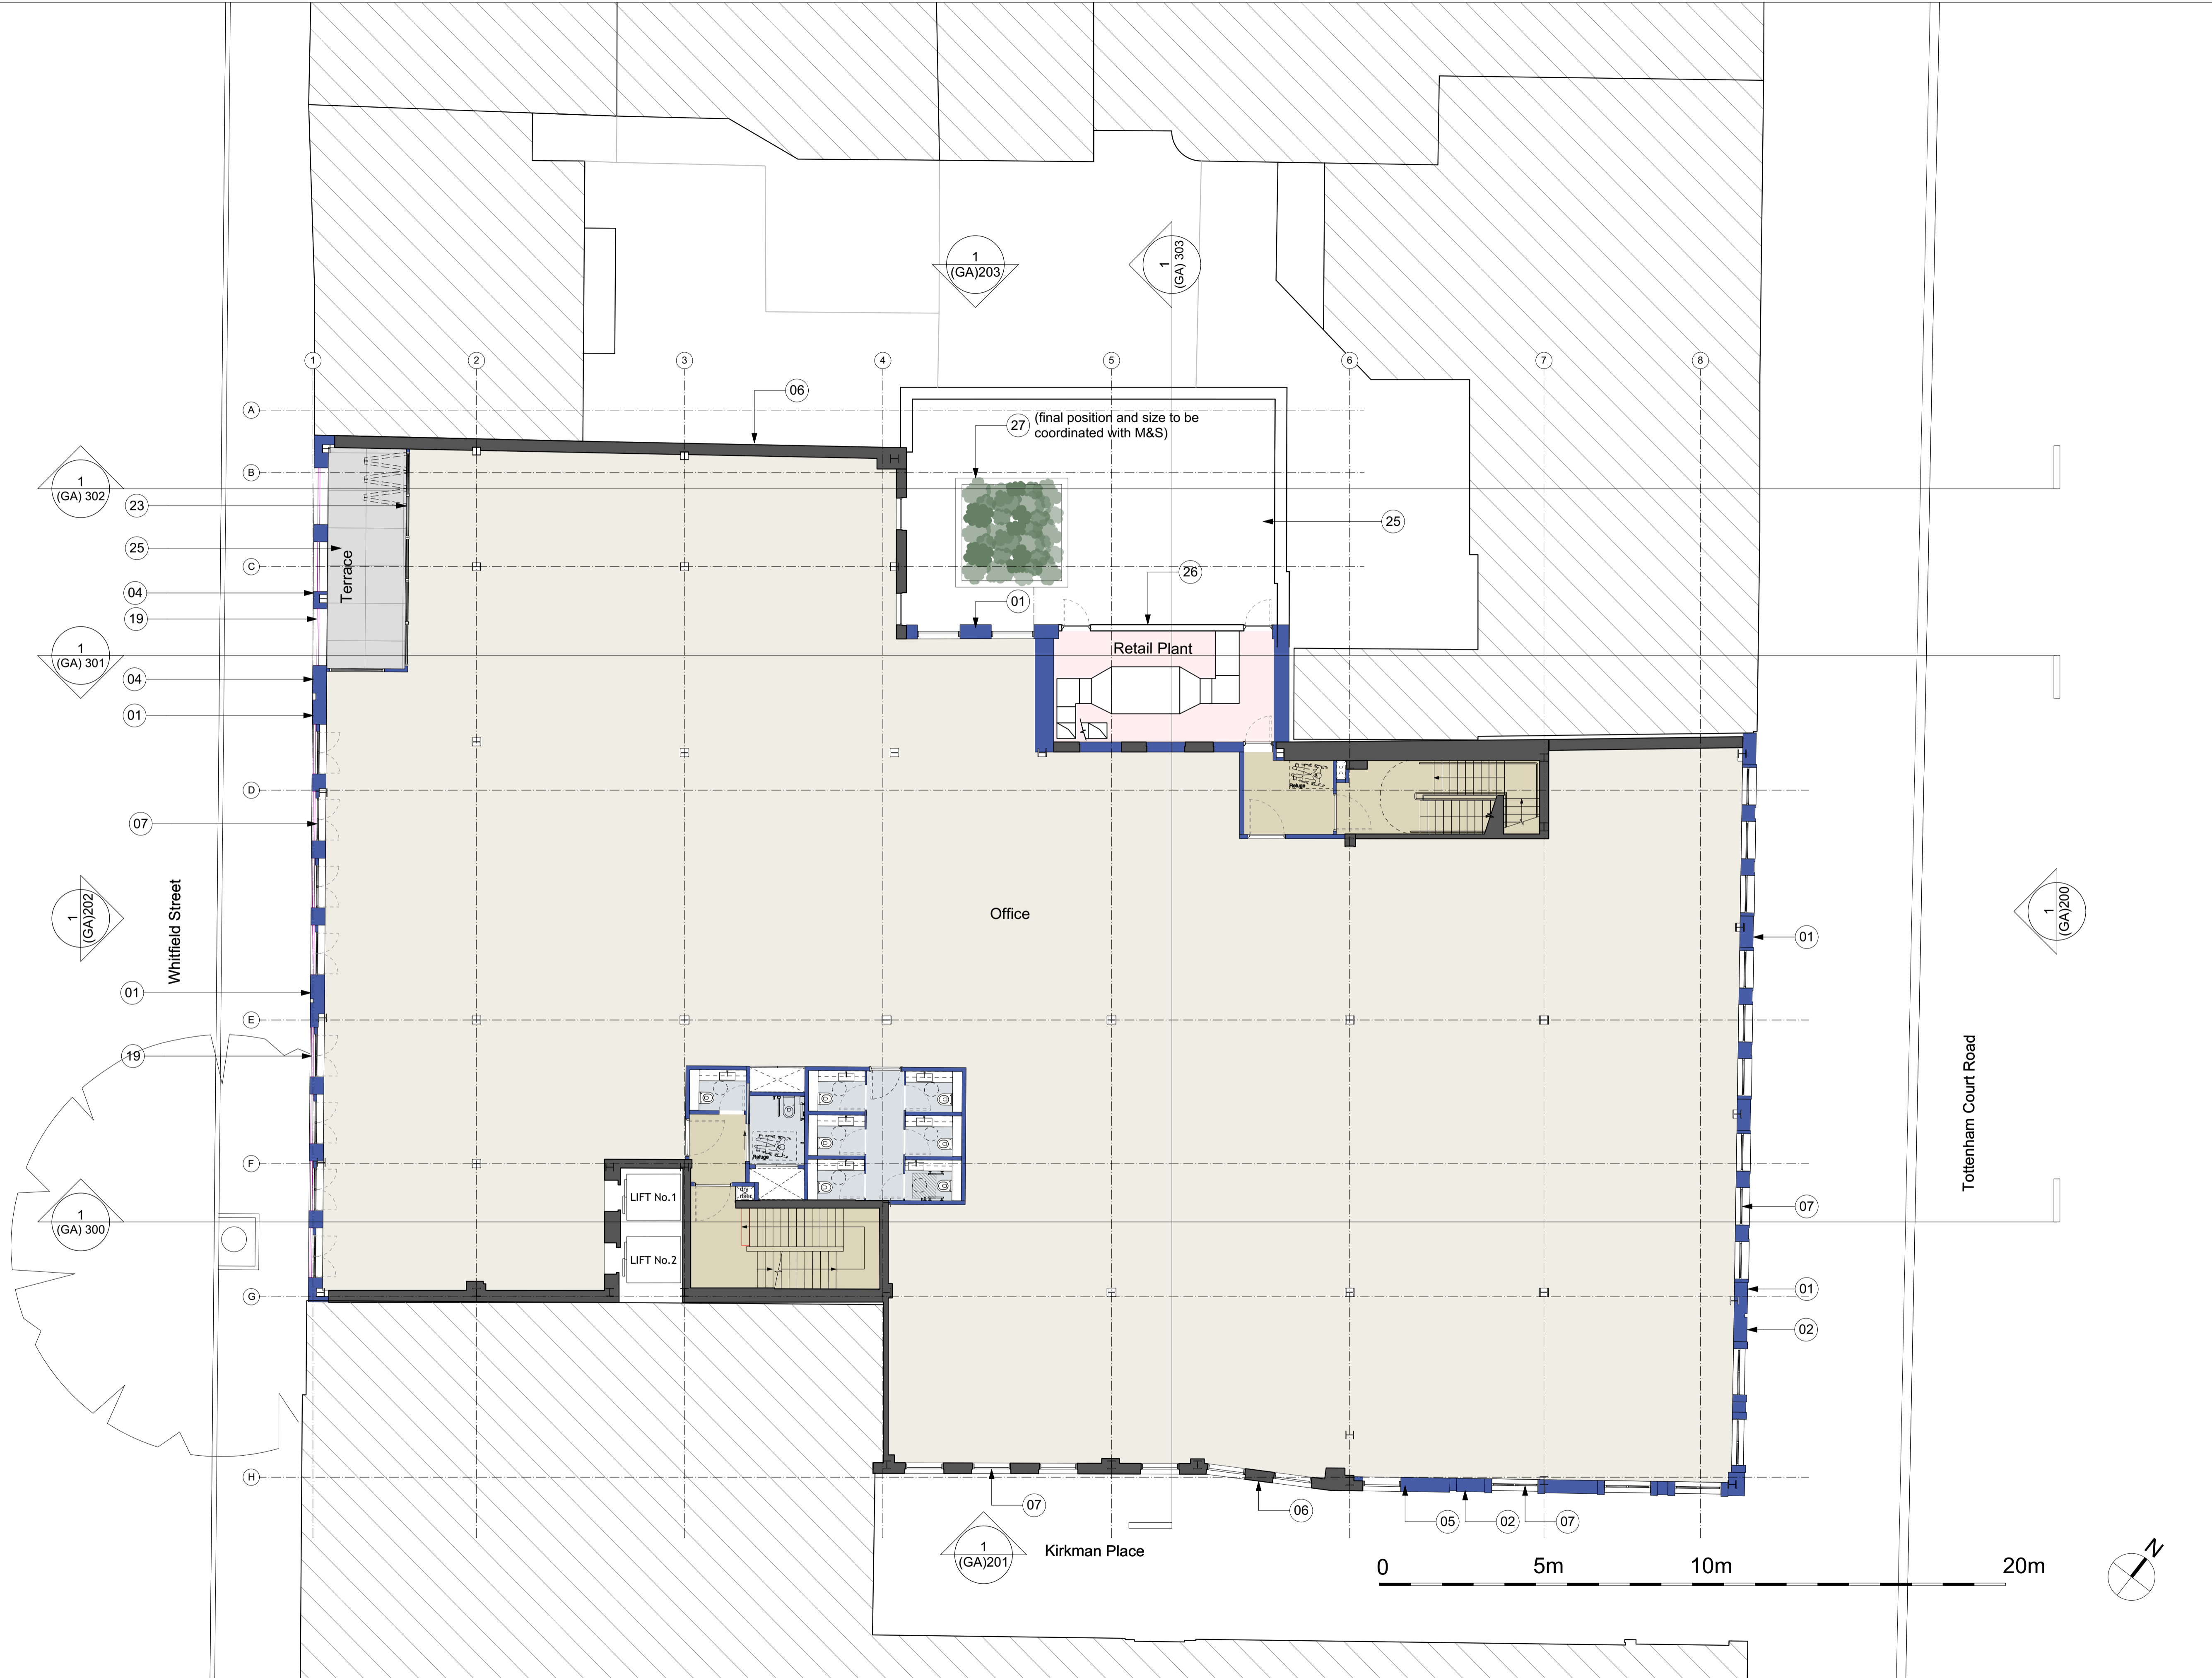 1
(GA)203
1
(GA) 303
1
2
3
4
5
6
7
8
06
A
27
(final position and size to be
coordinated with M&S)
B
1
(GA) 302
23
25
25
Terrace
C
26
04
01
19
1
(GA) 301
Retail Plant
04
01
D
Refuge
07
1
(GA)202
Whitfield Street
Office
1
(GA)200
01
01
E
19
Tottenham Court Road
F
Refuge
LIFT No.1
07
1
(GA) 300
LIFT No.2
G
01
02
H
07
06
05
02
07
1
(GA)201
Kirkman Place
0
5m
10m
20m
N